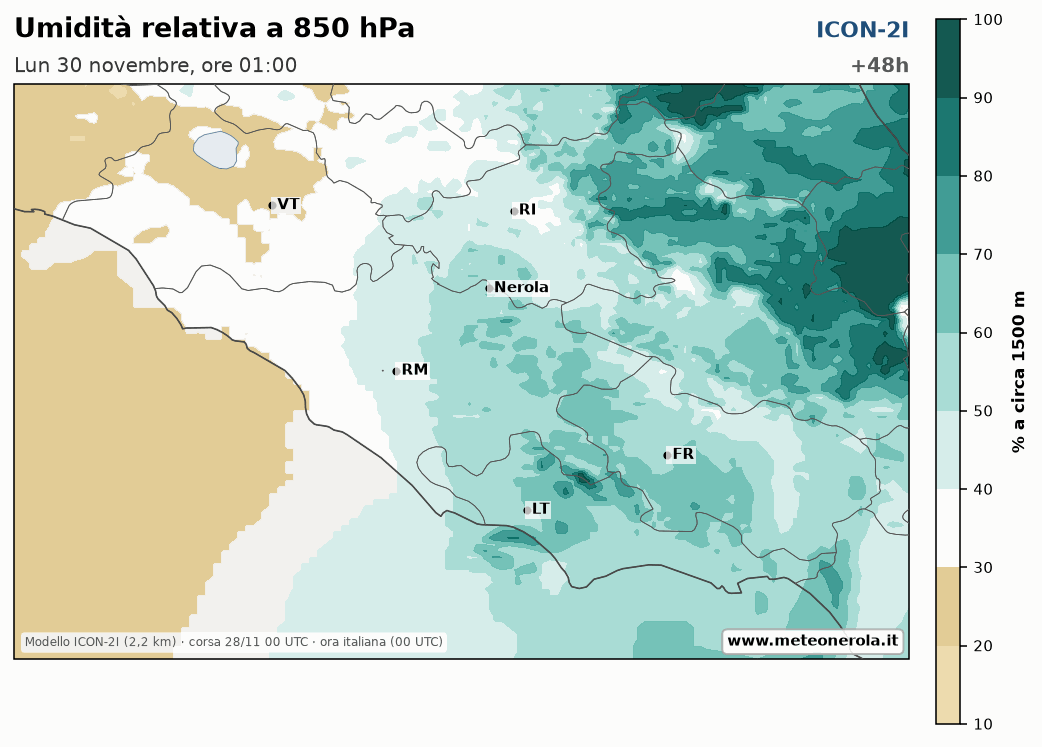 Umidità relativa a 850 hPa
ICON-2I
Lun 30 novembre, ore 01:00
+48h
VT
RI
Nerola
RM
FR
LT
Modello ICON-2I (2,2 km) · corsa 28/11 00 UTC · ora italiana (00 UTC)
www.meteonerola.it
100
90
80
70
60
50
40
30
20
10
% a circa 1500 m